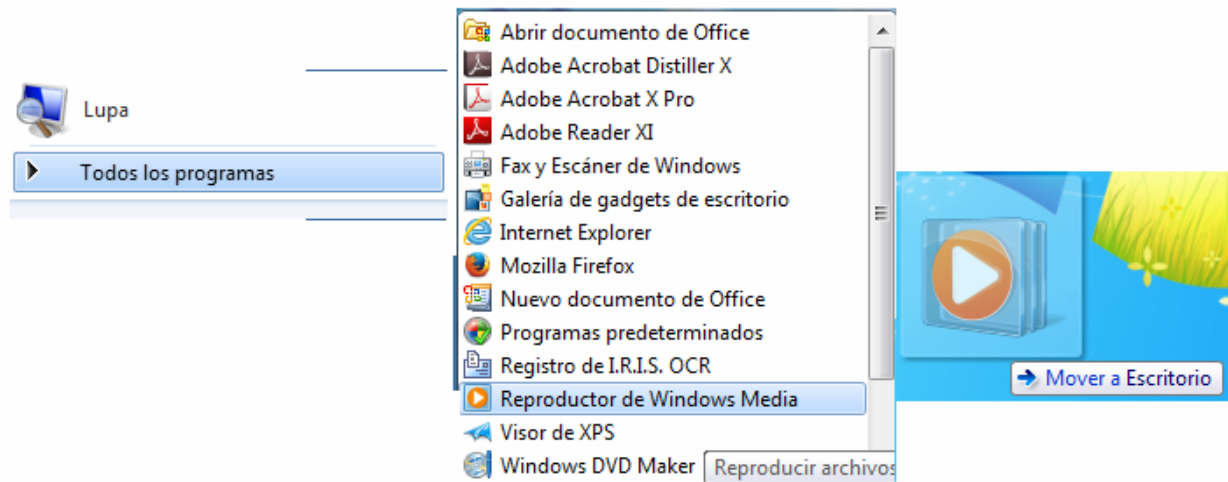 Lupa
Todos los programas
Abrir documento de Office
Adobe Acrobat Distiller X
Adobe Acrobat X Pro
Adobe Reader XI
Fax y Escáner de Windows
Galería de gadgets de escritorio
Internet Explorer
Mozilla Firefox
Nuevo documento de Office
Programas predeterminados
Registro de I.R.I.S. OCR
Reproductor de Windows Media
Visor de XPS
Windows DVD Maker
Reproducir archivos
Mover a Escritorio